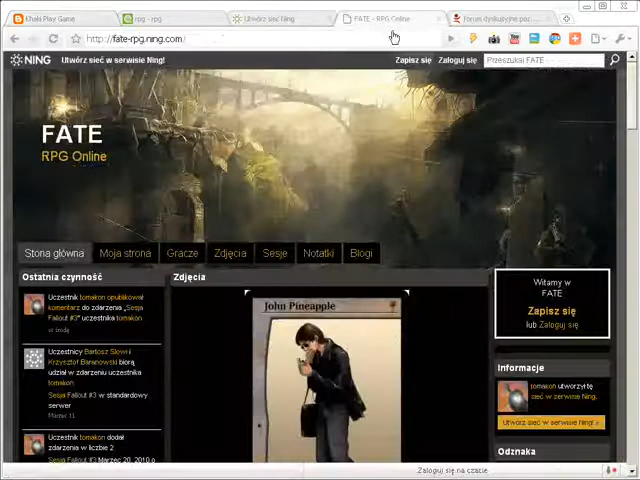 Khaki Play Game
rpg - rpg
Utwórz sieć Ning
FATE - RPG Online
Forum dyskusyjne poz...
http://fate-rpg.ning.com/
NING Utwórz sieć w serwisie Ning!
Zapisz się Zaloguj się Przeszukaj FATE
FATE
RPG Online
Stona główna Moja strona Gracze Zdjęcia Sesje Notatki Blogi
Ostatnia czynność
Uczestnik tomakon opublikował
komentarz do zdarzenia „Sesja
Fallout #3” uczestnika tomakon
w środę
Uczestnicy Bartosz Slewi i
Krzysztof Baranowski biorą
udział w zdarzeniu uczestnika
tomakon
Sesja Fallout #3 w standardowy
serwer
Marzec 11
Uczestnik tomakon dodał
zdarzenia w liczbie 2
Sesja Fallout #3 Marzec 20, 2010 o
Zdjęcia
John Pineapple
Witamy w
FATE
Zapisz się
lub Zaloguj się
Informacje
tomakon utworzył tę
sieć w serwisie Ning.
Utwórz sieć w serwisie Ning! »
Odznaka
Zaloguj się na czacie